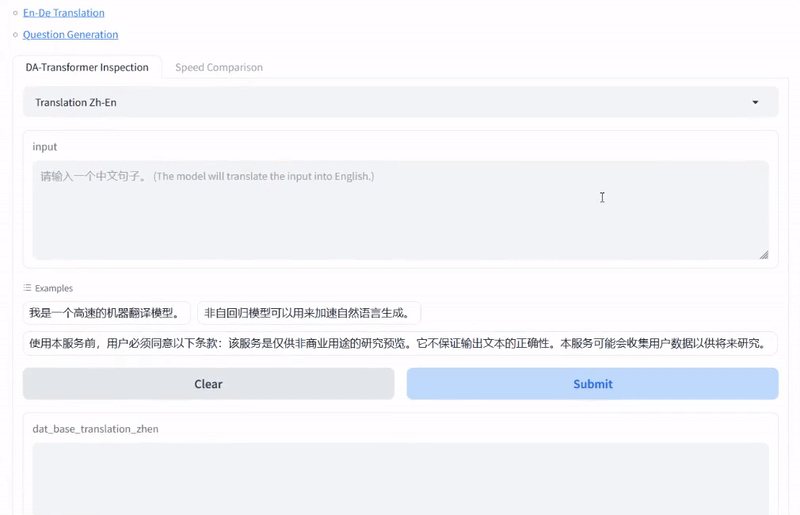 En-De Translation
Question Generation
DA-Transformer Inspection Speed Comparison
Translation Zh-En
input
请输入一个中文句子。 (The model will translate the input into English.)
Examples
我是一个高速的机器翻译模型。 非自回归模型可以用来加速自然语言生成。
使用本服务前，用户必须同意以下条款：该服务是仅供非商业用途的研究预览。它不保证输出文本的正确性。本服务可能会收集用户数据以供将来研究。
Clear Submit
dat_base_translation_zhen